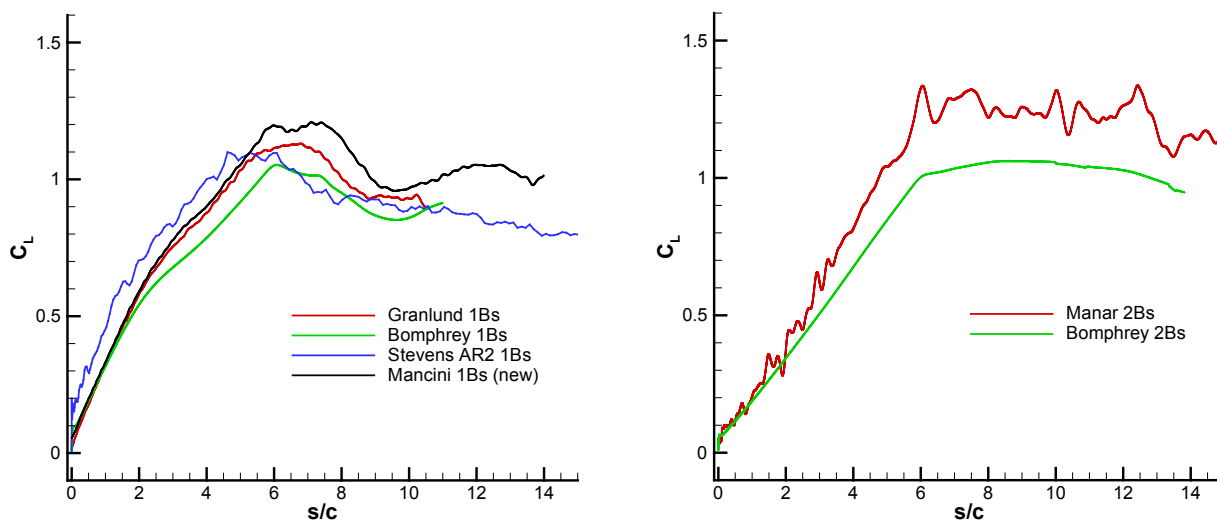 1.5
1
0.5
0
C_L
0 2 4 6 8 10 12 14
s/c
Granlund 1Bs
Bomphrey 1Bs
Stevens AR2 1Bs
Mancini 1Bs (new)
1.5
1
0.5
0
C_L
0 2 4 6 8 10 12 14
s/c
Manar 2Bs
Bomphrey 2Bs